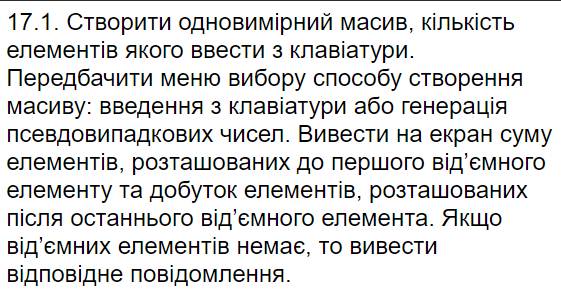 17.1. Створити одновимірний масив, кількість
елементів якого ввести з клавіатури.
Передбачити меню вибору способу створення
масиву: введення з клавіатури або генерація
псевдовипадкових чисел. Вивести на екран суму
елементів, розташованих до першого від’ємного
елементу та добуток елементів, розташованих
після останнього від’ємного елемента. Якщо
від’ємних елементів немає, то вивести
відповідне повідомлення.